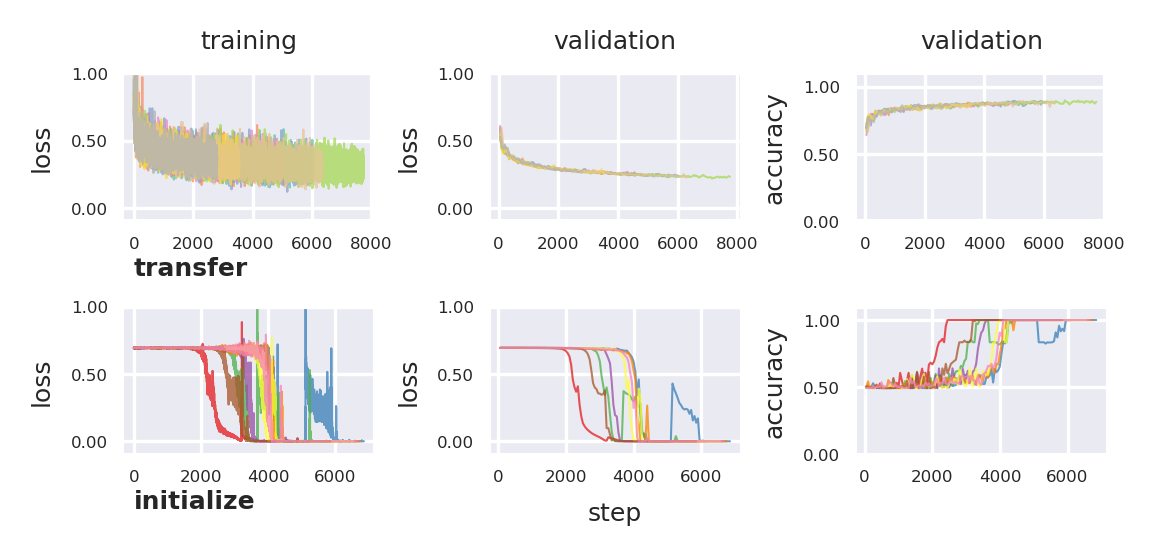 training validation validation
1.00 1.00
1.00
loss 0.50 loss 0.50 accuracy 0.50
0.00 0.00 0.00
0 2000 4000 6000 8000 0 2000 4000 6000 8000 0 2000 4000 6000 8000
transfer
1.00 1.00 1.00
loss 0.50 loss 0.50 accuracy 0.50
0.00 0.00 0.00
0 2000 4000 6000 0 2000 4000 6000 0 2000 4000 6000
initialize
step